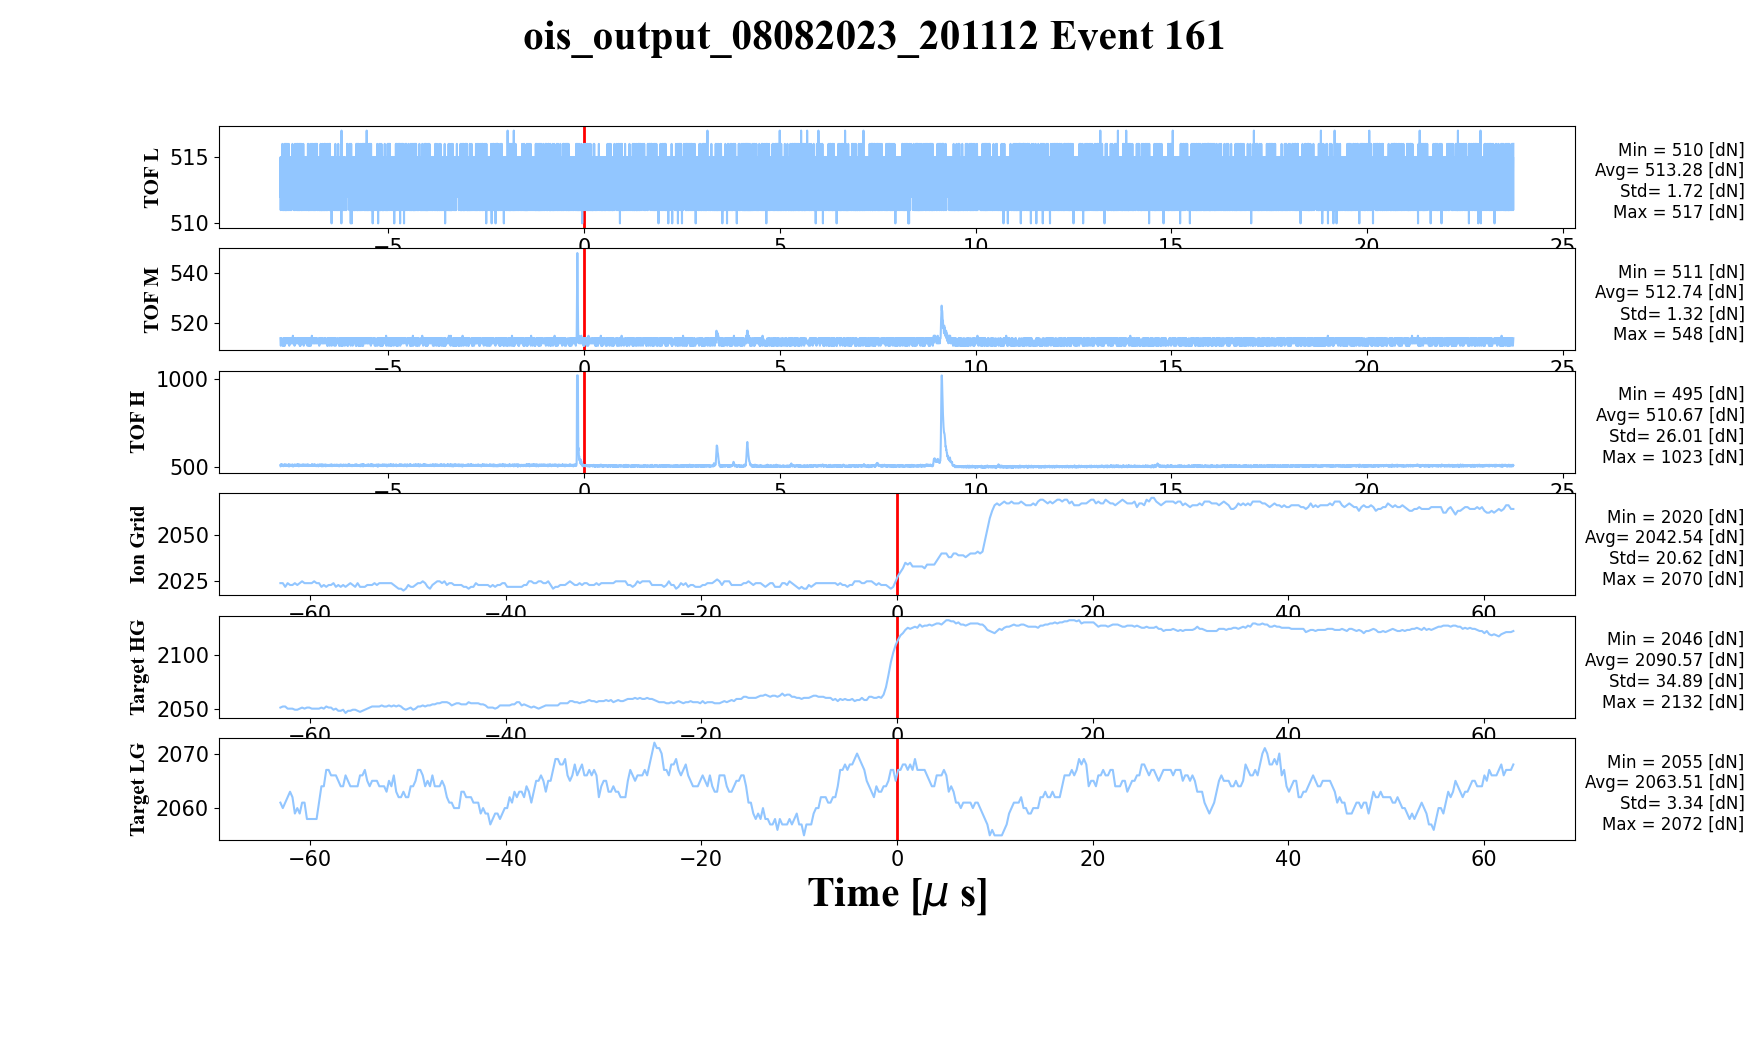 ois_output_08082023_201112 Event 161
TOF L
515
510
−5 0 5 10 15 20 25
Min = 510 [dN]
Avg= 513.28 [dN]
Std= 1.72 [dN]
Max = 517 [dN]
TOF M
540
520
−5 0 5 10 15 20 25
Min = 511 [dN]
Avg= 512.74 [dN]
Std= 1.32 [dN]
Max = 548 [dN]
TOF H
1000
500
−5 0 5 10 15 20 25
Min = 495 [dN]
Avg= 510.67 [dN]
Std= 26.01 [dN]
Max = 1023 [dN]
Ion Grid
2050
2025
−60 −40 −20 0 20 40 60
Min = 2020 [dN]
Avg= 2042.54 [dN]
Std= 20.62 [dN]
Max = 2070 [dN]
Target HG
2100
2050
−60 −40 −20 0 20 40 60
Min = 2046 [dN]
Avg= 2090.57 [dN]
Std= 34.89 [dN]
Max = 2132 [dN]
Target LG
2070
2060
−60 −40 −20 0 20 40 60
Min = 2055 [dN]
Avg= 2063.51 [dN]
Std= 3.34 [dN]
Max = 2072 [dN]
Time [μ s]